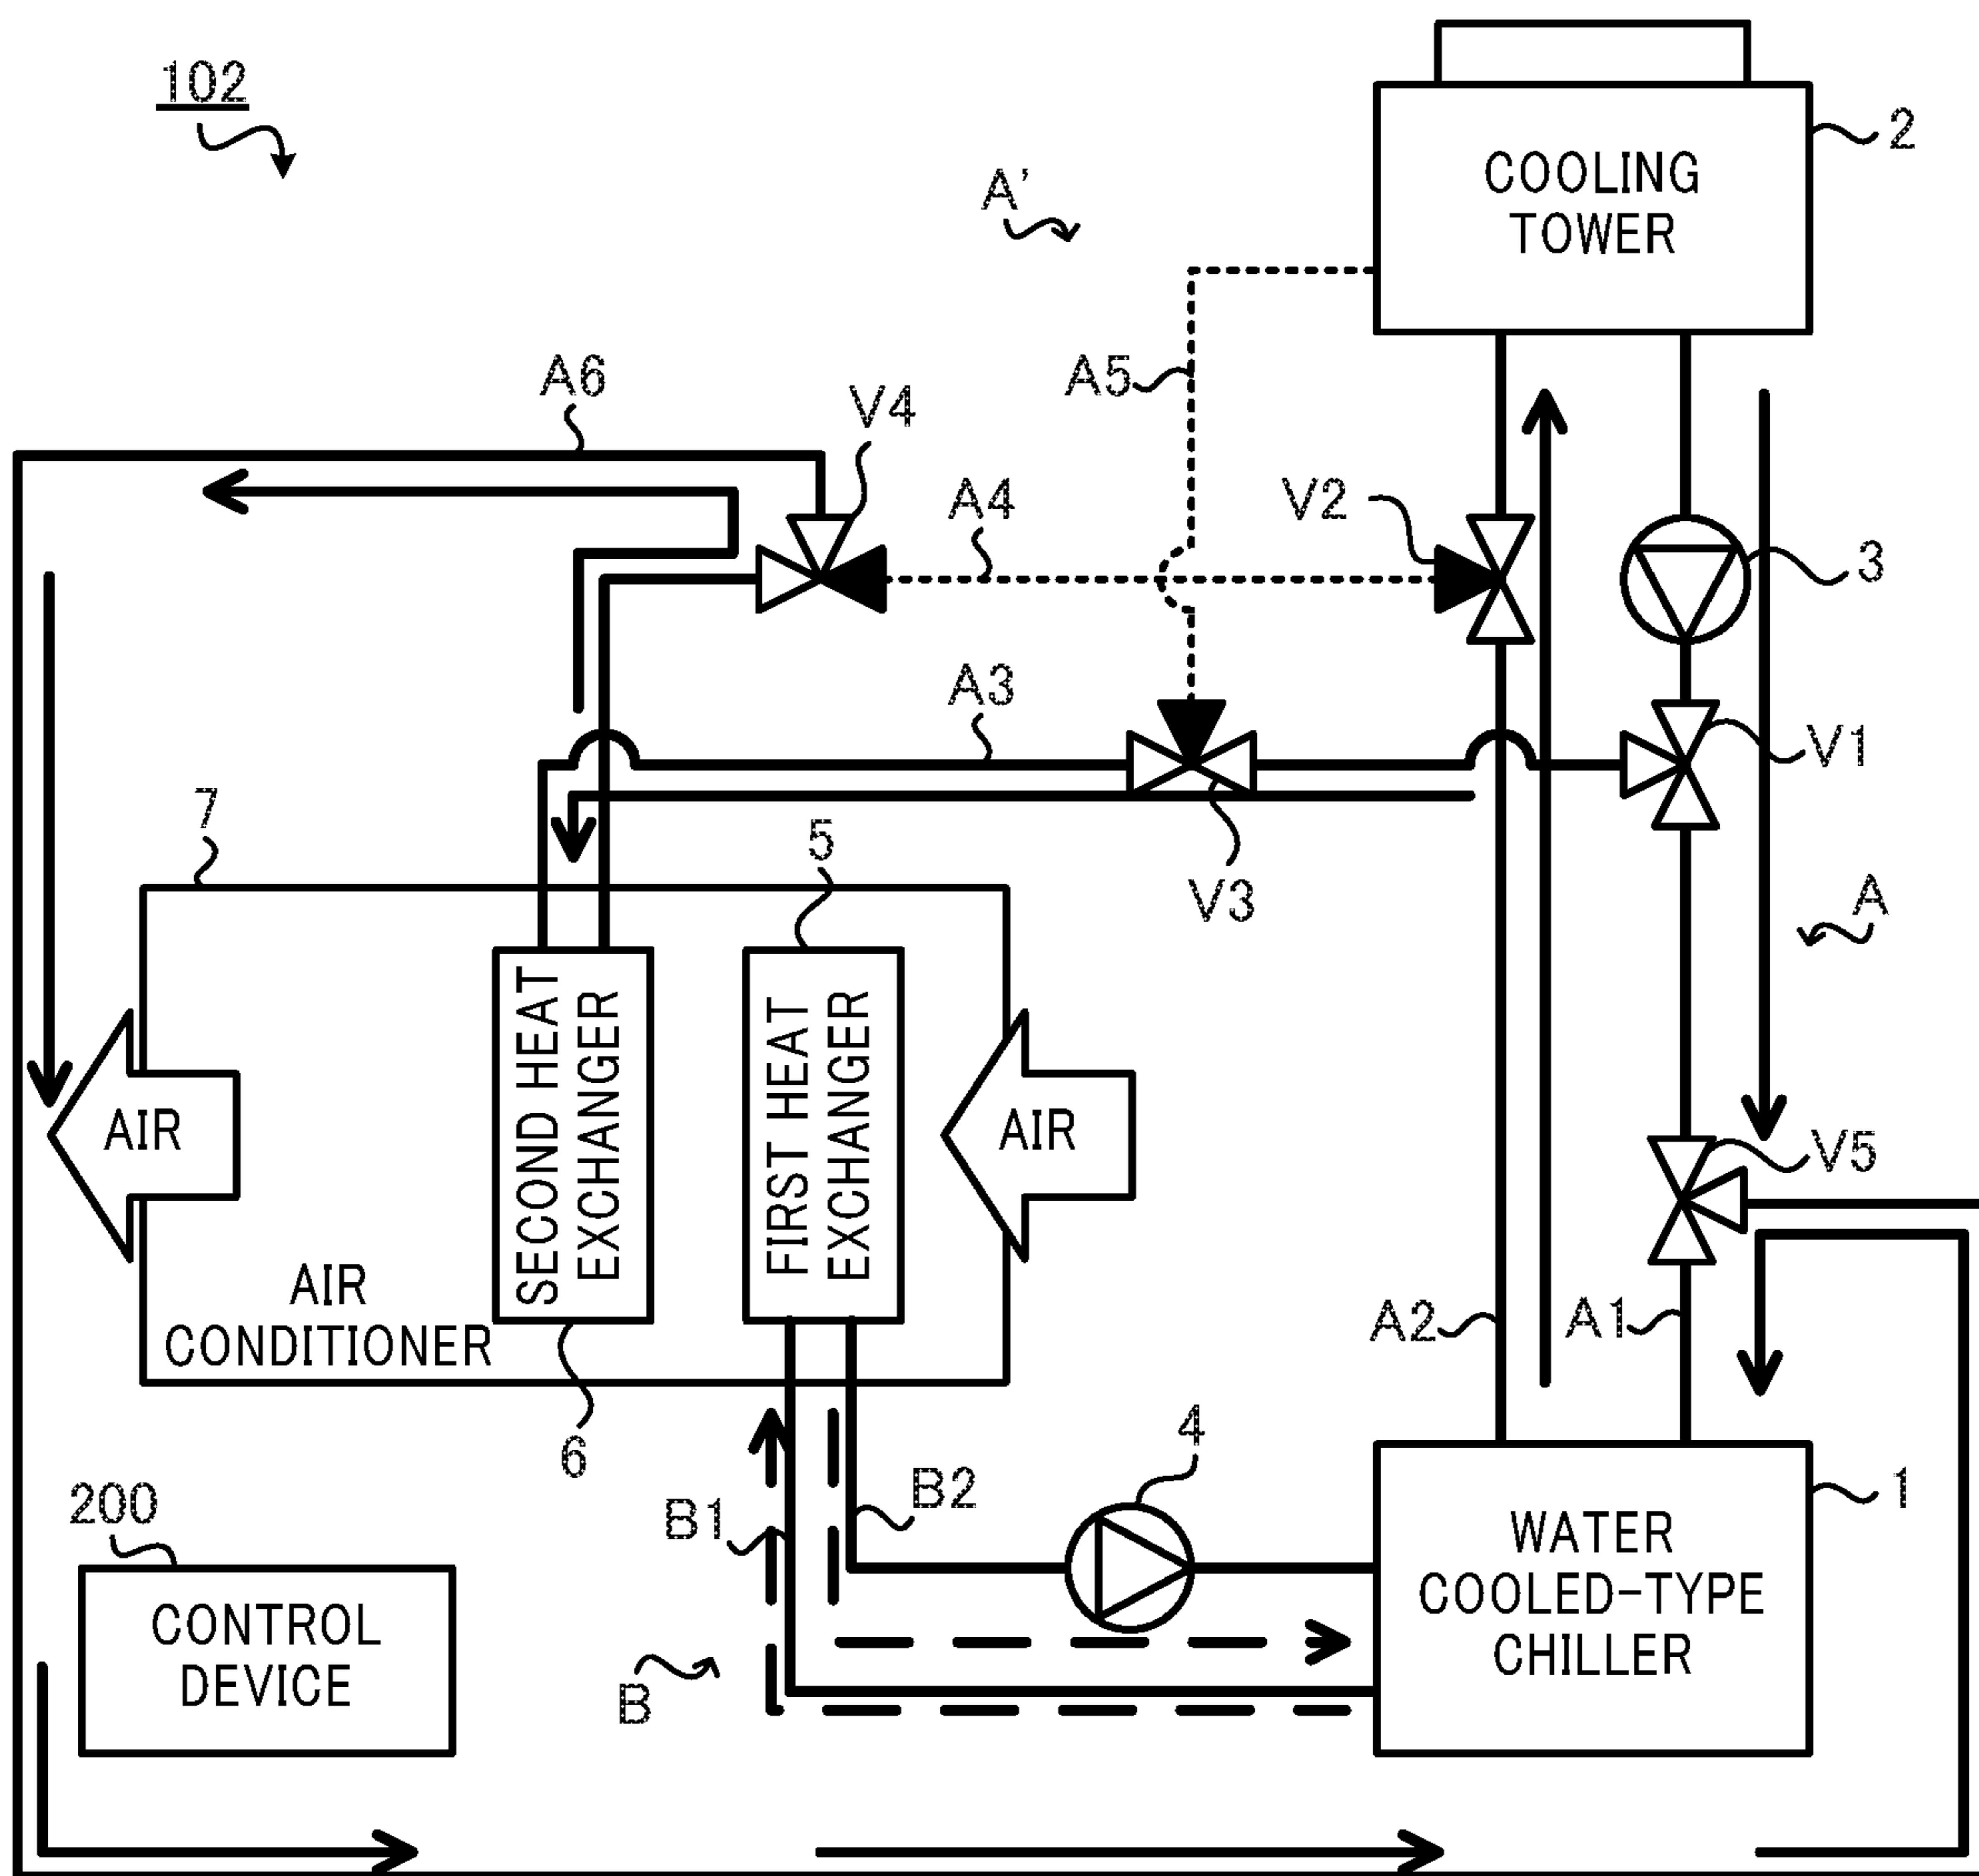 102
2
COOLING
TOWER
A'
A5
A6
V4
A4
V2
3
A3
V1
7
5
V3
A
AIR
SECOND HEAT
EXCHANGER
FIRST HEAT
EXCHANGER
AIR
V5
AIR
CONDITIONER
A2
A1
6
4
200
B1
B2
1
WATER
COOLED-TYPE
CHILLER
CONTROL
DEVICE
B